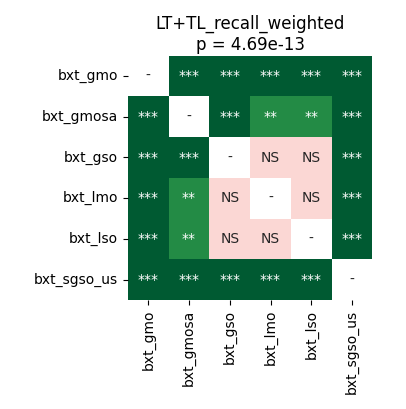 LT+TL_recall_weighted
p = 4.69e-13
bxt_gmo - *** *** *** *** ***
bxt_gmosa *** - *** ** ** ***
bxt_gso *** *** - NS NS ***
bxt_lmo *** ** NS - NS ***
bxt_lso *** ** NS NS - ***
bxt_sgso_us *** *** *** *** *** -
bxt_gmo
bxt_gmosa
bxt_gso
bxt_lmo
bxt_lso
bxt_sgso_us